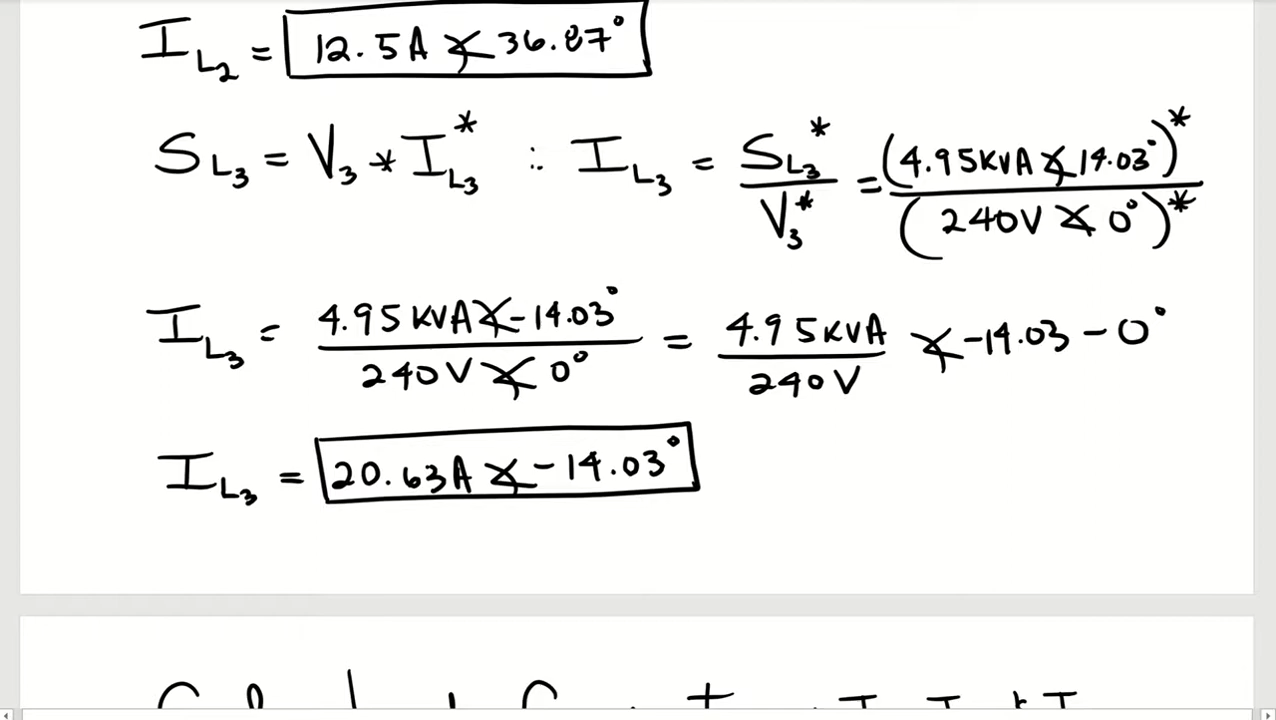 I_L2 = 12.5A ∡36.87°
S_L3 = V_3 * I_L3^* ∴ I_L3 = S_L3^* / V_3^* = (4.95KVA∡14.03°)^* / (240V∡0°)^*
I_L3 = 4.95KVA∡-14.03° / 240V∡0° = 4.95KVA / 240V ∡-14.03-0°
I_L3 = 20.63A∡-14.03°